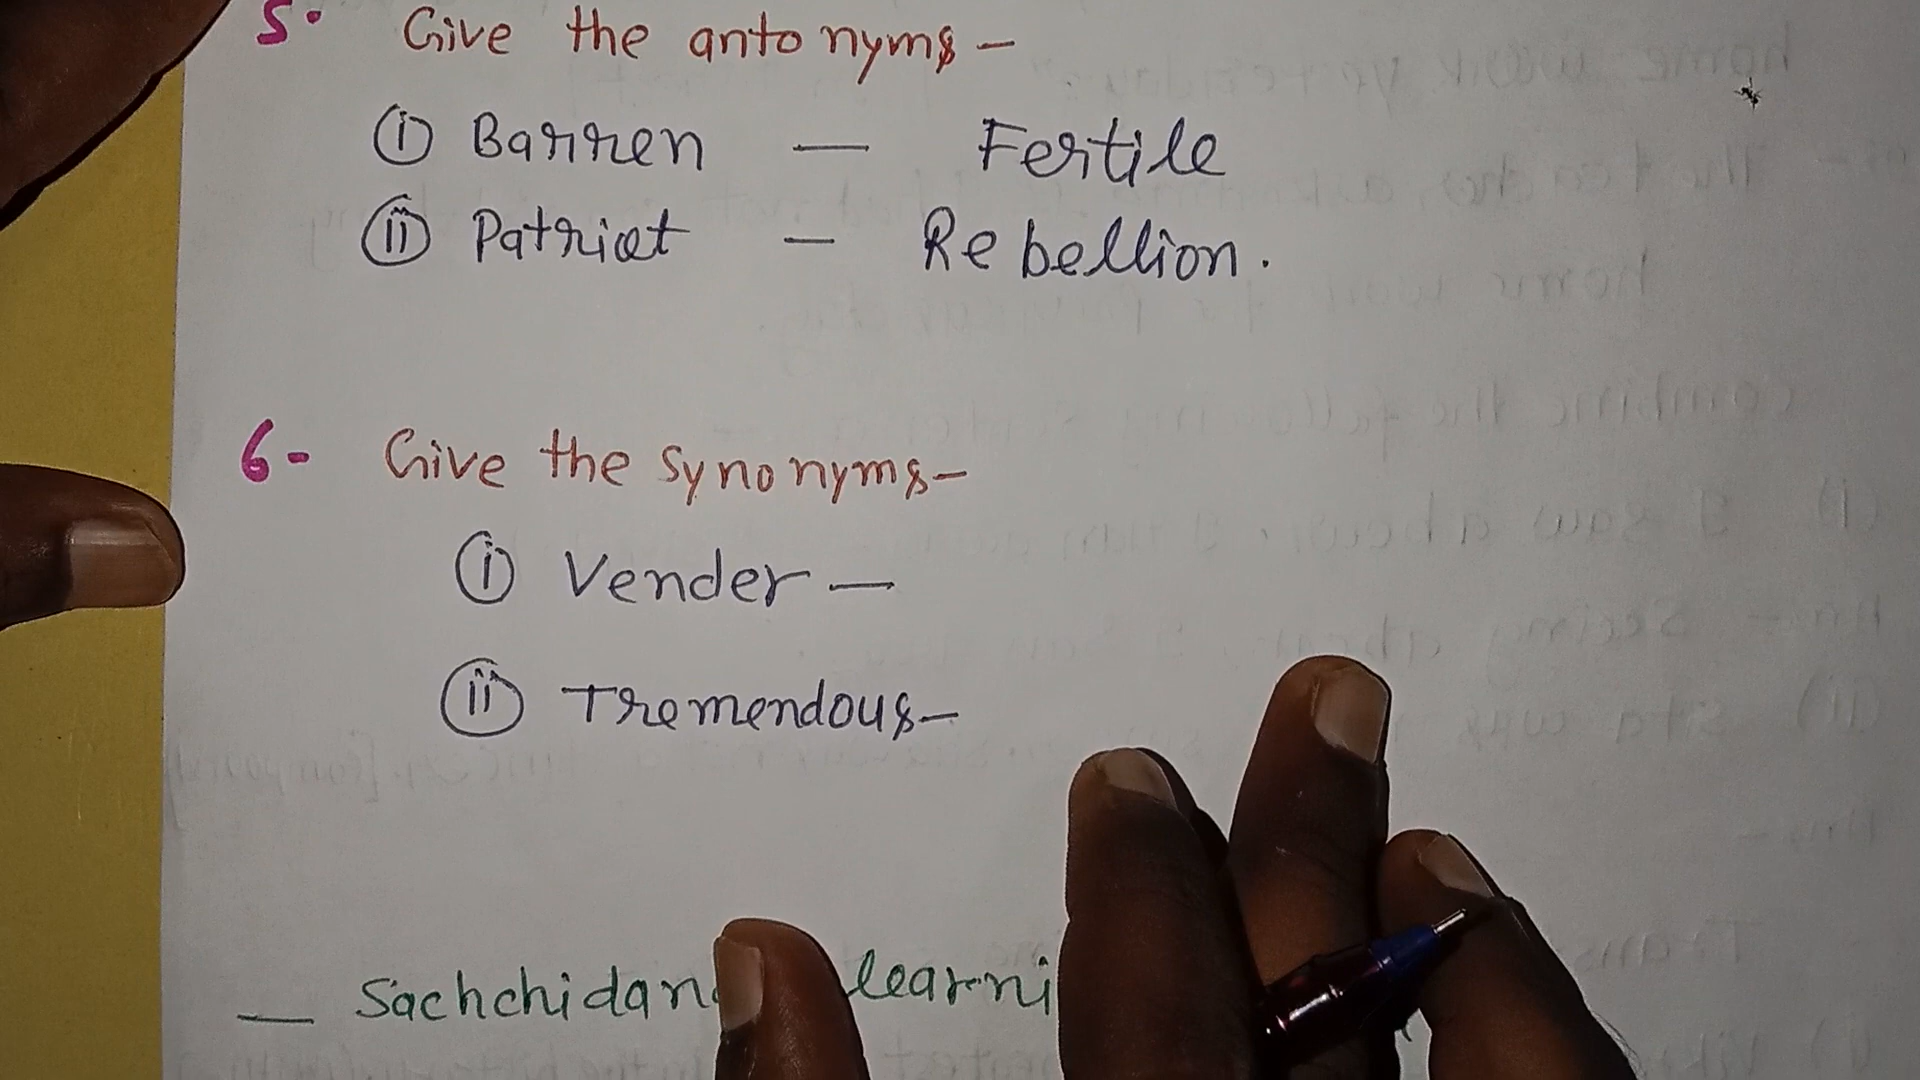 5. Give the antonyms -
(i) Barren — Fertile
(ii) Patriot - Rebellion.
6- Give the synonyms-
(i) Vender —
(ii) Tremendous-
— Sachchidan learni